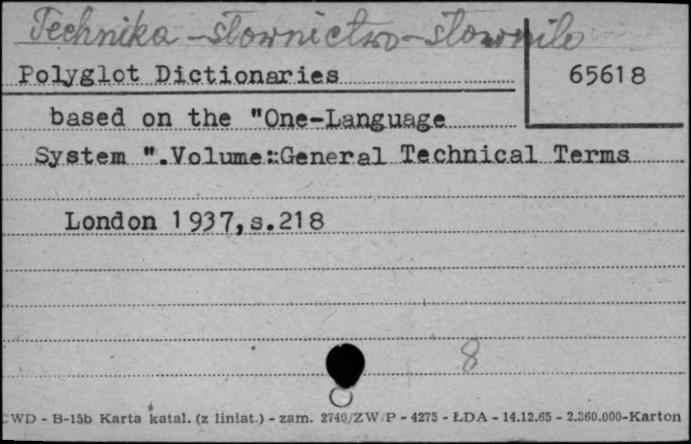 Technika - słownictwo - słowniki
Polyglot Dictionaries
65618
based on the "One-Language
System ".Volume::General Technical Terms
London 1937,s.218
8
CWD - B-15b Karta katal. (z liniat.) - zam. 2740/ZW/P - 4275 - ŁDA - 14.12.65 - 2.360.000-Karton